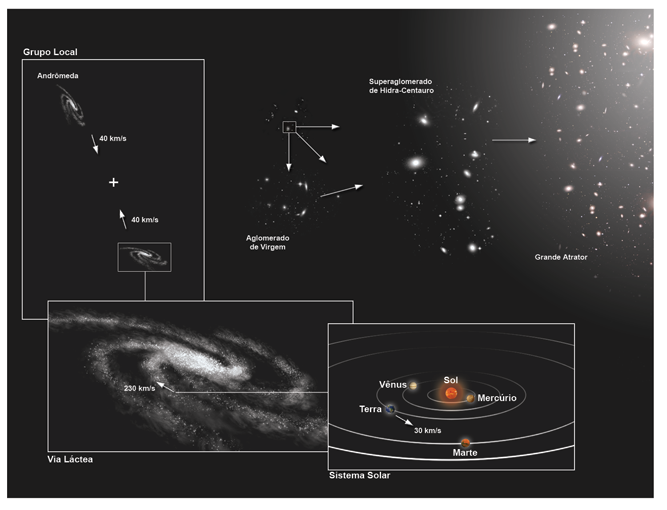 Grupo Local
Andrômeda
40 km/s
40 km/s
Superaglomerado
de Hidra-Centauro
Aglomerado
de Virgem
Grande Atrator
230 km/s
Via Láctea
Sol
Vênus
Mercúrio
Terra
30 km/s
Marte
Sistema Solar